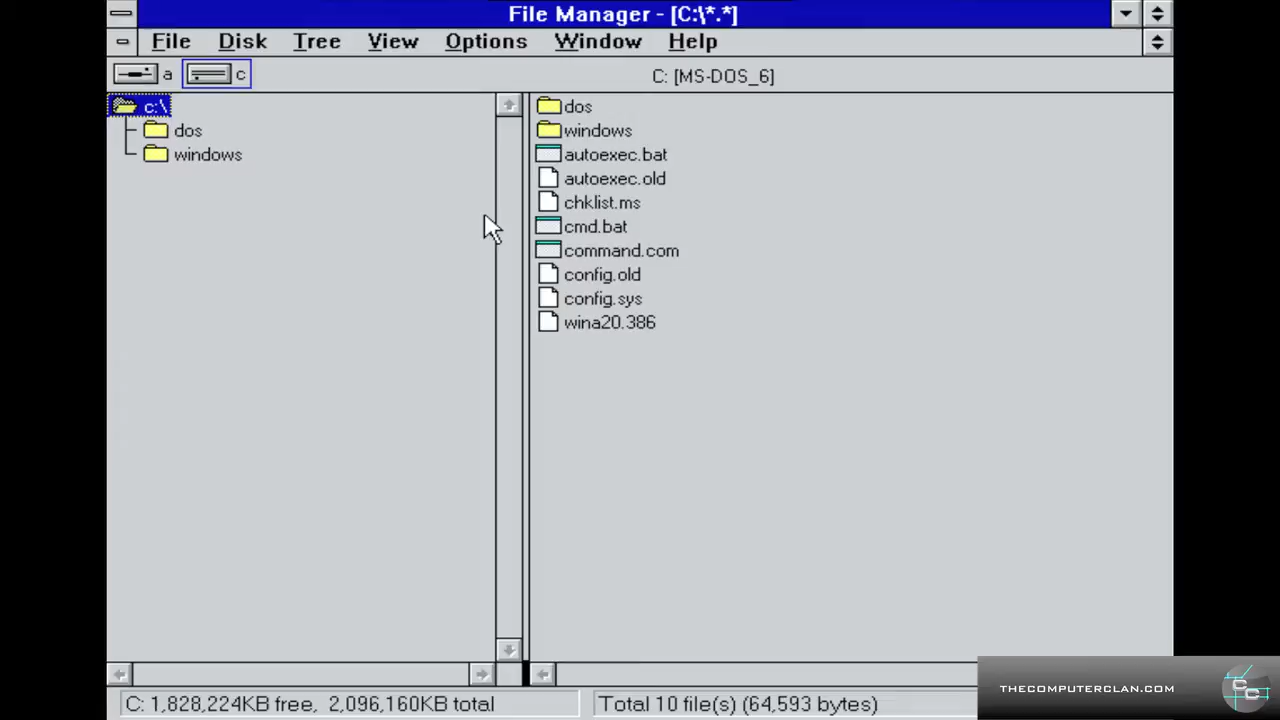 File Manager - [C:\*.*]
File Disk Tree View Options Window Help
a c C: [MS-DOS_6]
c:\
dos
windows
dos
windows
autoexec.bat
autoexec.old
chklist.ms
cmd.bat
command.com
config.old
config.sys
wina20.386
C: 1,828,224KB free, 2,096,160KB total
Total 10 file(s) (64,593 bytes)
THECOMPUTERCLAN.COM
CC